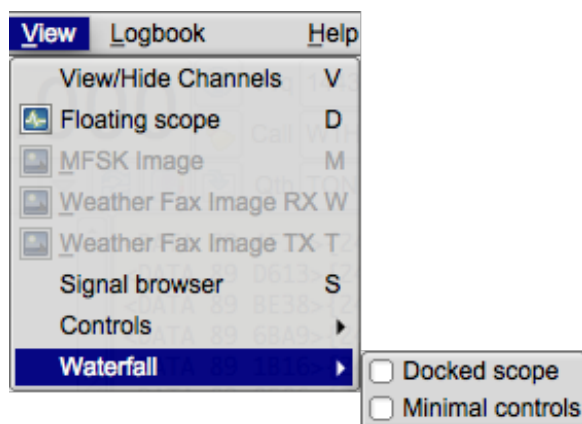 View Logbook Help
View/Hide Channels V
Floating scope D
MFSK Image M
Weather Fax Image RX W
Weather Fax Image TX T
Signal browser S
Controls
Waterfall
Docked scope
Minimal controls